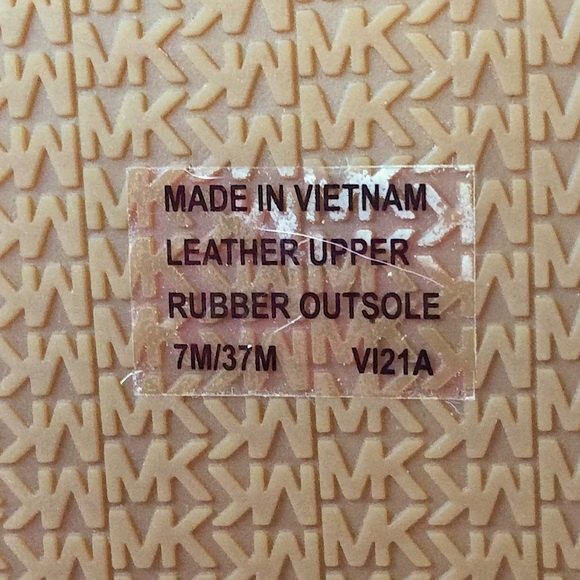 MADE IN VIETNAM
LEATHER UPPER
RUBBER OUTSOLE
7M/37M VI21A